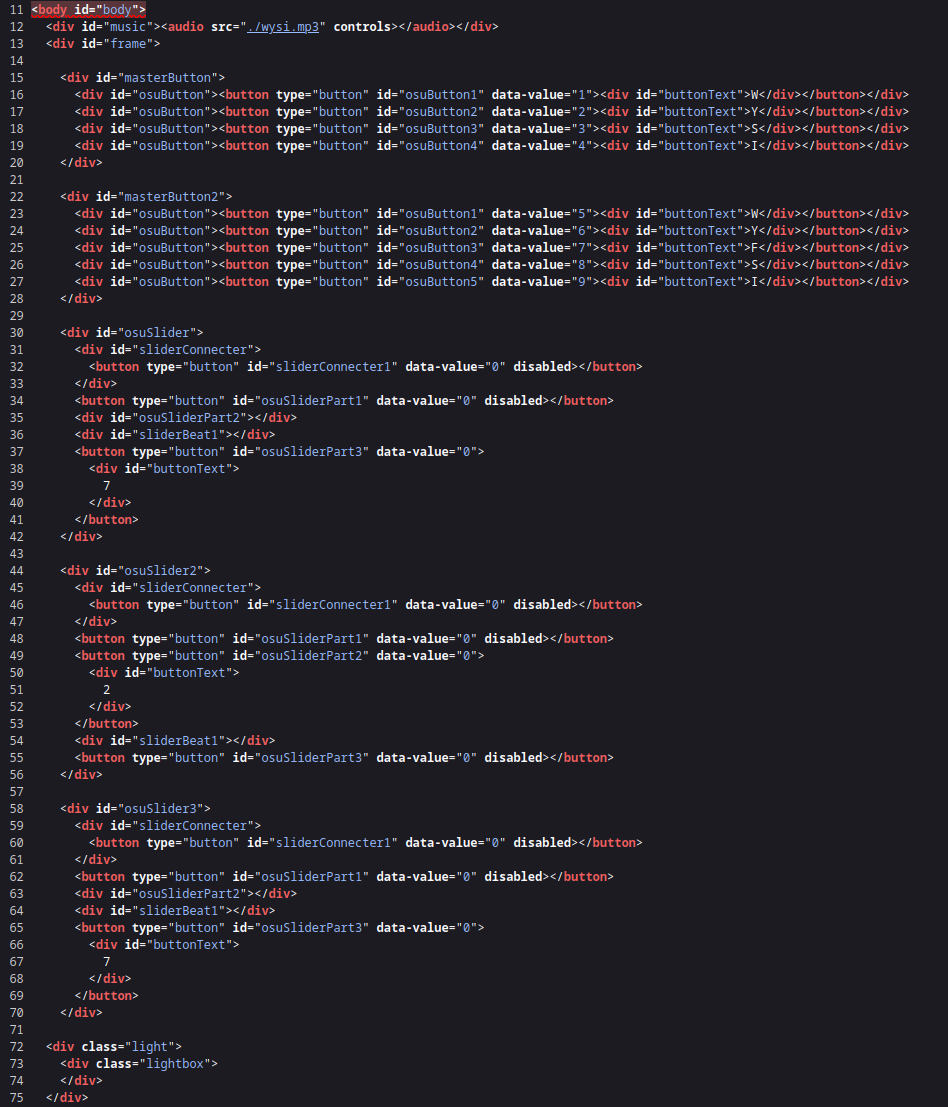 11 <body id="body">
12   <div id="music"><audio src="./wysi.mp3" controls></audio></div>
13   <div id="frame">
14
15     <div id="masterButton">
16       <div id="osuButton"><button type="button" id="osuButton1" data-value="1"><div id="buttonText">W</div></button></div>
17       <div id="osuButton"><button type="button" id="osuButton2" data-value="2"><div id="buttonText">Y</div></button></div>
18       <div id="osuButton"><button type="button" id="osuButton3" data-value="3"><div id="buttonText">S</div></button></div>
19       <div id="osuButton"><button type="button" id="osuButton4" data-value="4"><div id="buttonText">I</div></button></div>
20     </div>
21
22     <div id="masterButton2">
23       <div id="osuButton"><button type="button" id="osuButton1" data-value="5"><div id="buttonText">W</div></button></div>
24       <div id="osuButton"><button type="button" id="osuButton2" data-value="6"><div id="buttonText">Y</div></button></div>
25       <div id="osuButton"><button type="button" id="osuButton3" data-value="7"><div id="buttonText">F</div></button></div>
26       <div id="osuButton"><button type="button" id="osuButton4" data-value="8"><div id="buttonText">S</div></button></div>
27       <div id="osuButton"><button type="button" id="osuButton5" data-value="9"><div id="buttonText">I</div></button></div>
28     </div>
29
30     <div id="osuSlider">
31       <div id="sliderConnecter">
32         <button type="button" id="sliderConnecter1" data-value="0" disabled></button>
33       </div>
34       <button type="button" id="osuSliderPart1" data-value="0" disabled></button>
35       <div id="osuSliderPart2"></div>
36       <div id="sliderBeat1"></div>
37       <button type="button" id="osuSliderPart3" data-value="0">
38         <div id="buttonText">
39           7
40         </div>
41       </button>
42     </div>
43
44     <div id="osuSlider2">
45       <div id="sliderConnecter">
46         <button type="button" id="sliderConnecter1" data-value="0" disabled></button>
47       </div>
48       <button type="button" id="osuSliderPart1" data-value="0" disabled></button>
49       <button type="button" id="osuSliderPart2" data-value="0">
50         <div id="buttonText">
51           2
52         </div>
53       </button>
54       <div id="sliderBeat1"></div>
55       <button type="button" id="osuSliderPart3" data-value="0" disabled></button>
56     </div>
57
58     <div id="osuSlider3">
59       <div id="sliderConnecter">
60         <button type="button" id="sliderConnecter1" data-value="0" disabled></button>
61       </div>
62       <button type="button" id="osuSliderPart1" data-value="0" disabled></button>
63       <div id="osuSliderPart2"></div>
64       <div id="sliderBeat1"></div>
65       <button type="button" id="osuSliderPart3" data-value="0">
66         <div id="buttonText">
67           7
68         </div>
69       </button>
70     </div>
71
72   <div class="light">
73     <div class="lightbox">
74     </div>
75   </div>